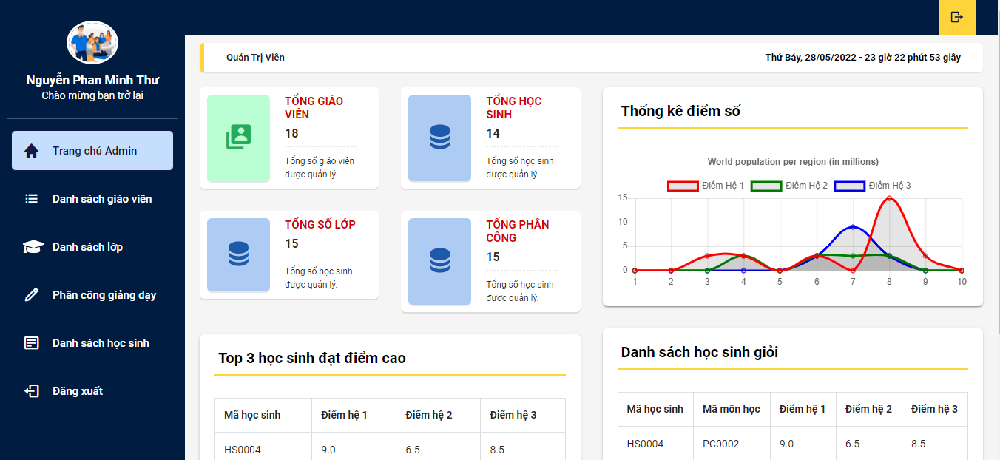 Nguyễn Phan Minh Thư
Chào mừng bạn trở lại
Trang chủ Admin
Danh sách giáo viên
Danh sách lớp
Phân công giảng dạy
Danh sách học sinh
Đăng xuất
Quản Trị Viên
Thứ Bảy, 28/05/2022 - 23 giờ 22 phút 53 giây
TỔNG GIÁO
VIÊN
18
Tổng số giáo viên
được quản lý.
TỔNG HỌC
SINH
14
Tổng số học sinh
được quản lý.
TỔNG SỐ LỚP
15
Tổng số học sinh
được quản lý.
TỔNG PHÂN
CÔNG
15
Tổng số học sinh
được quản lý.
Thống kê điểm số
World population per region (in millions)
Điểm Hệ 1 Điểm Hệ 2 Điểm Hệ 3
15
10
5
0
1 2 3 4 5 6 7 8 9 10
Top 3 học sinh đạt điểm cao
Mã học sinh Điểm hệ 1 Điểm hệ 2 Điểm hệ 3
HS0004 9.0 6.5 8.5
Danh sách học sinh giỏi
Mã học sinh Mã môn học Điểm hệ 1 Điểm hệ 2 Điểm hệ 3
HS0004 PC0002 9.0 6.5 8.5